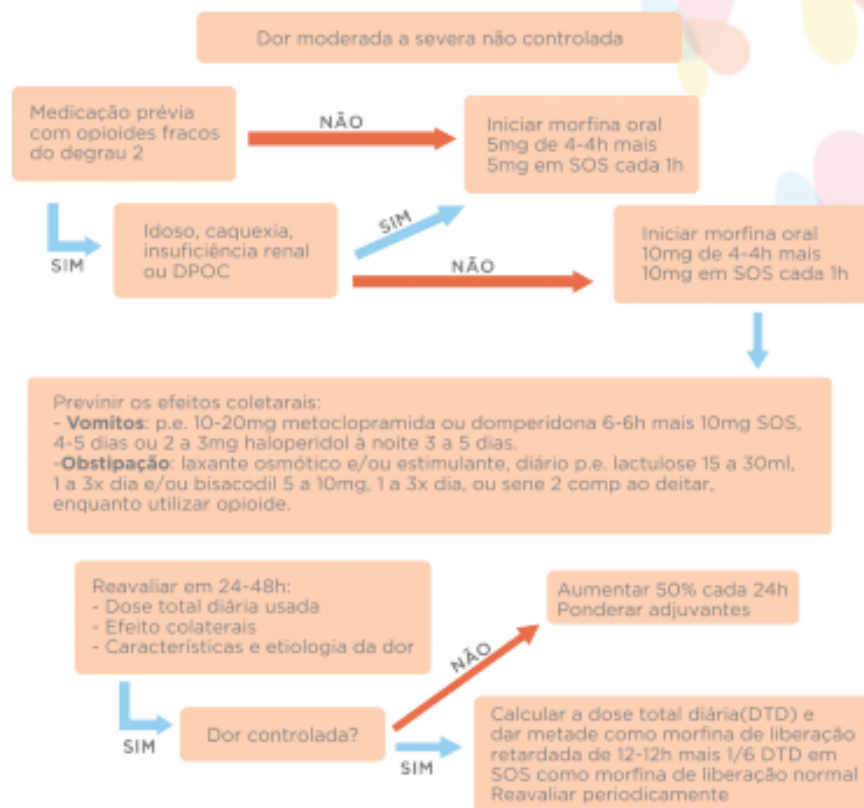 Dor moderada a severa não controlada
Medicação prévia
com opioides fracos
do degrau 2
NÃO
Iniciar morfina oral
5mg de 4-4h mais
5mg em SOS cada 1h
SIM
Idoso, caquexia,
insuficiência renal
ou DPOC
SIM
NÃO
Iniciar morfina oral
10mg de 4-4h mais
10mg em SOS cada 1h
Previnir os efeitos coletarais:
- Vomitos: p.e. 10-20mg metoclopramida ou domperidona 6-6h mais 10mg SOS,
4-5 dias ou 2 a 3mg haloperidol à noite 3 a 5 dias.
-Obstipação: laxante osmótico e/ou estimulante, diário p.e. lactulose 15 a 30ml,
1 a 3x dia e/ou bisacodil 5 a 10mg, 1 a 3x dia, ou sene 2 comp ao deitar,
enquanto utilizar opioide.
Reavaliar em 24-48h:
- Dose total diária usada
- Efeito colaterais
- Características e etiologia da dor
Aumentar 50% cada 24h
Ponderar adjuvantes
NÃO
SIM
Dor controlada?
SIM
Calcular a dose total diária(DTD) e
dar metade como morfina de liberação
retardada de 12-12h mais 1/6 DTD em
SOS como morfina de liberação normal
Reavaliar periodicamente